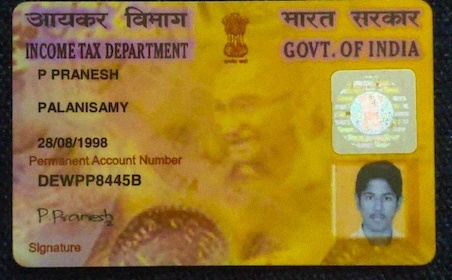 आयकर विभाग
भारत सरकार
INCOME TAX DEPARTMENT
GOVT. OF INDIA
P PRANESH
PALANISAMY
28/08/1998
Permanent Account Number
DEWPP8445B
P.Pranesh
Signature